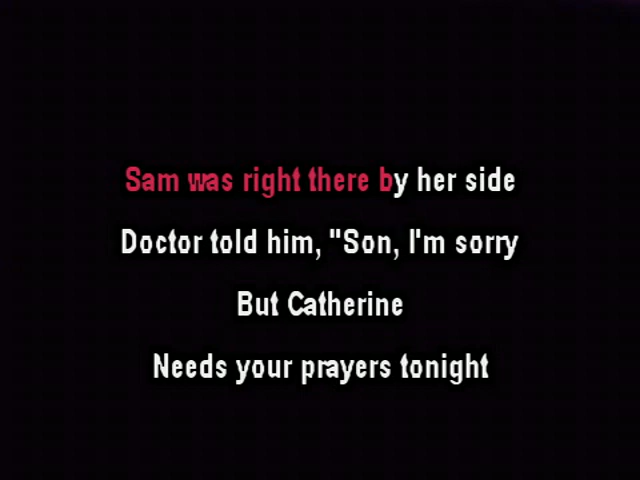 Sam was right there by her side
Doctor told him, "Son, I'm sorry
But Catherine
Needs your prayers tonight